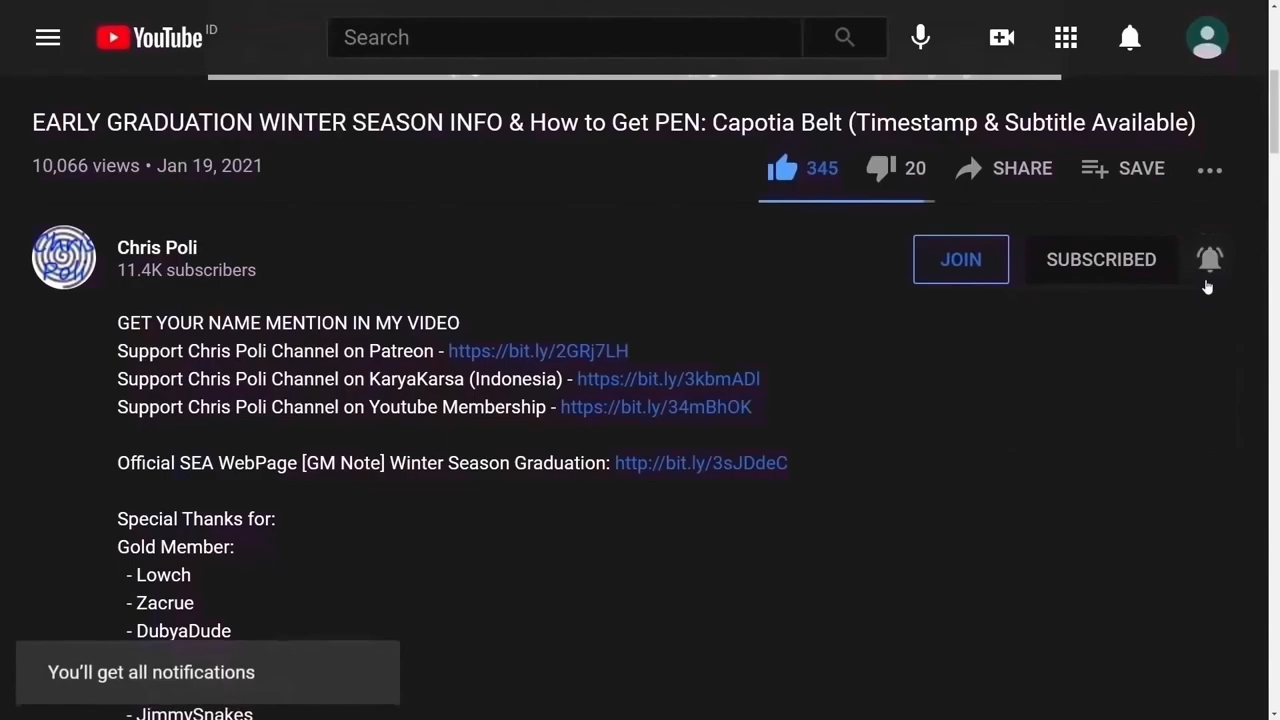 YouTube ID
Search
EARLY GRADUATION WINTER SEASON INFO & How to Get PEN: Capotia Belt (Timestamp & Subtitle Available)
10,066 views • Jan 19, 2021
345
20
SHARE
SAVE
Chris Poli
Chris Poli
11.4K subscribers
JOIN
SUBSCRIBED
GET YOUR NAME MENTION IN MY VIDEO
Support Chris Poli Channel on Patreon - https://bit.ly/2GRj7LH
Support Chris Poli Channel on KaryaKarsa (Indonesia) - https://bit.ly/3kbmADl
Support Chris Poli Channel on Youtube Membership - https://bit.ly/34mBhOK
Official SEA WebPage [GM Note] Winter Season Graduation: http://bit.ly/3sJDdeC
Special Thanks for:
Gold Member:
- Lowch
- Zacrue
- DubyaDude
You'll get all notifications
- JimmySnakes